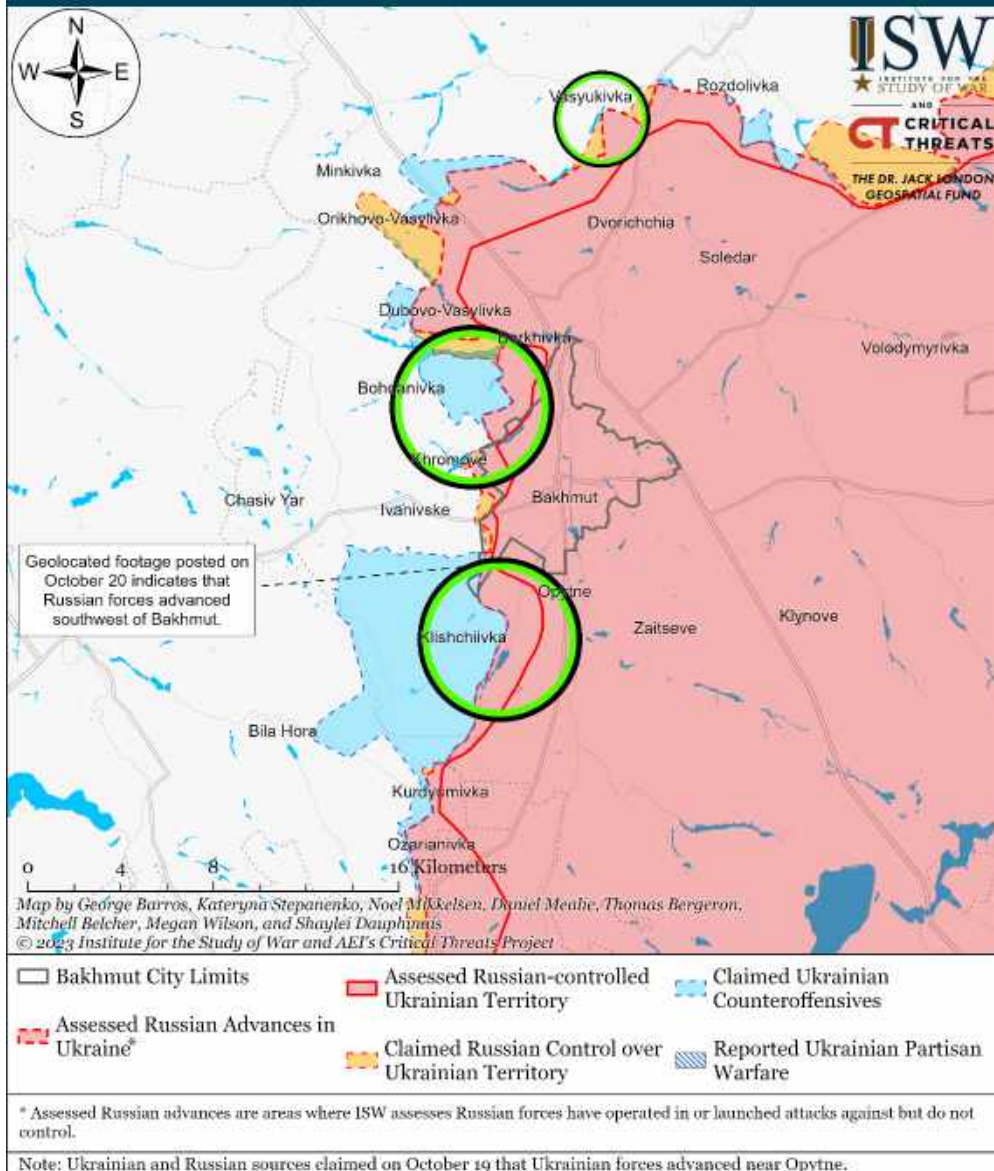 N
W E
S
ISW
INSTITUTE FOR THE
STUDY OF WAR
AND
CT CRITICAL
THREATS
THE DR. JACK LONDON
GEOSPATIAL FUND
Vasyukivka
Rozdolivka
Minkivka
Orikhovo-Vasylivka
Dvorichchia
Soledar
Dubovo-Vasylivka
Berkhivka
Volodymyrivka
Bohdanivka
Khromove
Chasiv Yar
Ivanivske
Bakhmut
Geolocated footage posted on
October 20 indicates that
Russian forces advanced
southwest of Bakhmut.
Opytne
Klishchiivka
Zaitseve
Klynove
Bila Hora
Kurdyumivka
Ozarianivka
0 4 8 16 Kilometers
Map by George Barros, Kateryna Stepanenko, Noel Mikkelsen, Daniel Mealie, Thomas Bergeron,
Mitchell Belcher, Megan Wilson, and Shaylei Dauphinais
© 2023 Institute for the Study of War and AEI's Critical Threats Project
Bakhmut City Limits
Assessed Russian Advances in
Ukraine*
Assessed Russian-controlled
Ukrainian Territory
Claimed Russian Control over
Ukrainian Territory
Claimed Ukrainian
Counteroffensives
Reported Ukrainian Partisan
Warfare
* Assessed Russian advances are areas where ISW assesses Russian forces have operated in or launched attacks against but do not
control.
Note: Ukrainian and Russian sources claimed on October 19 that Ukrainian forces advanced near Opytne.